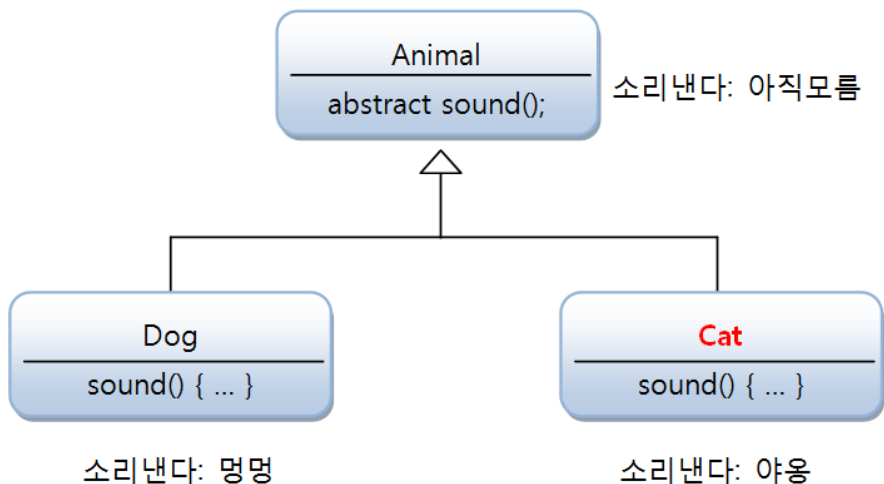 Animal
abstract sound();
소리낸다: 아직모름
Dog
sound() { ... }
소리낸다: 멍멍
Cat
sound() { ... }
소리낸다: 야옹